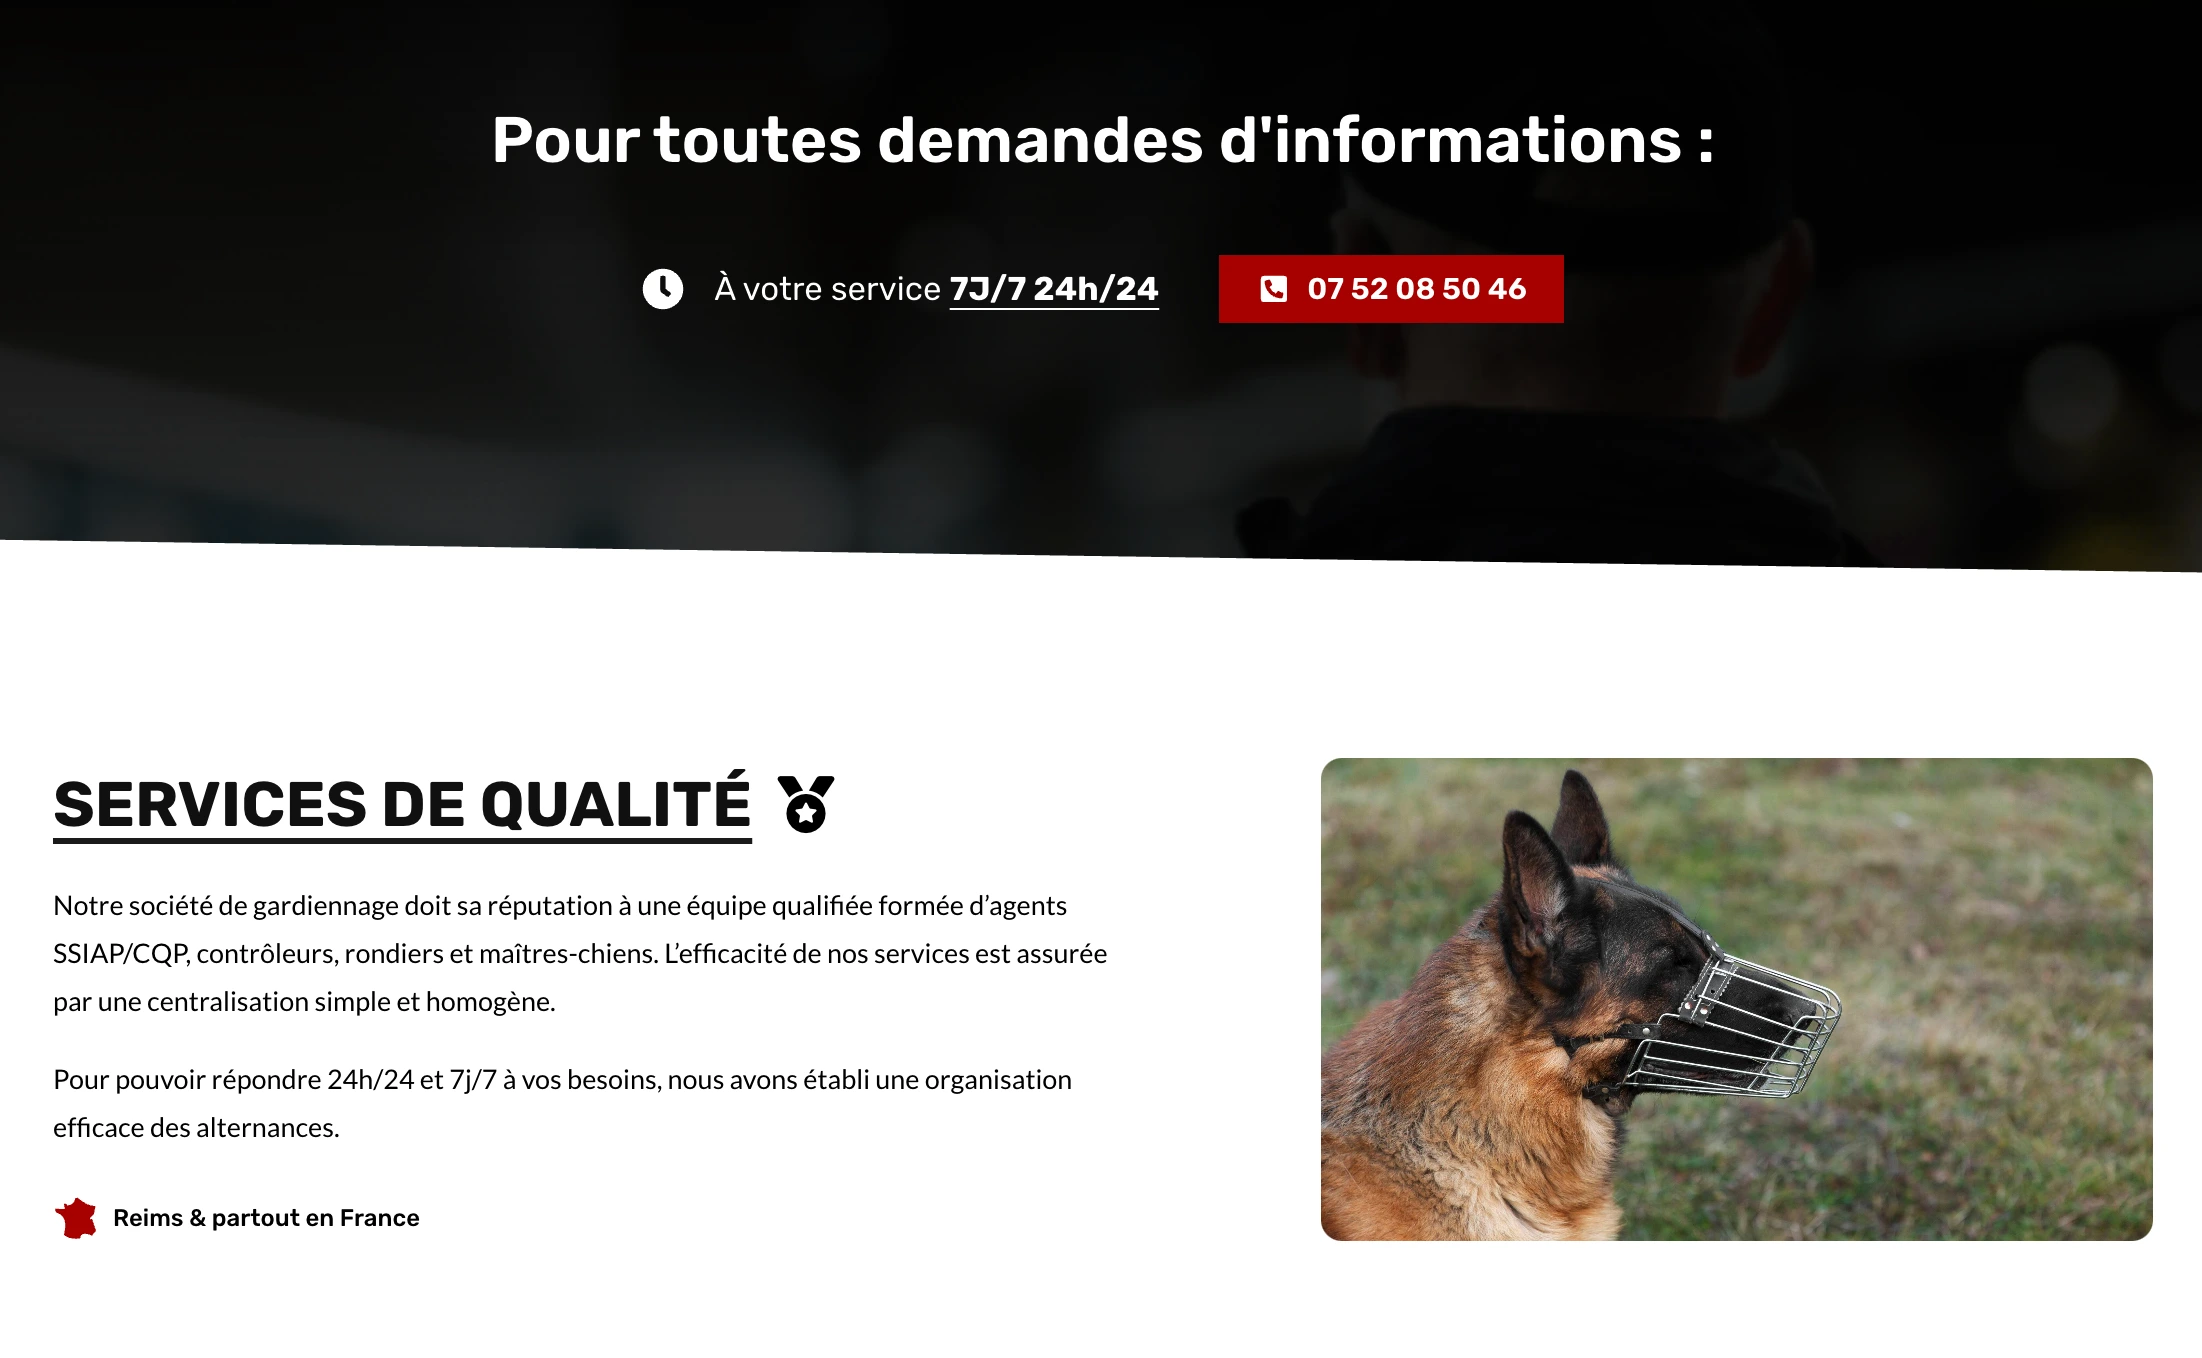 Pour toutes demandes d'informations :
À votre service 7J/7 24h/24
07 52 08 50 46
SERVICES DE QUALITÉ
Notre société de gardiennage doit sa réputation à une équipe qualifiée formée d’agents
SSIAP/CQP, contrôleurs, rondiers et maîtres-chiens. L’efficacité de nos services est assurée
par une centralisation simple et homogène.
Pour pouvoir répondre 24h/24 et 7j/7 à vos besoins, nous avons établi une organisation
efficace des alternances.
Reims & partout en France